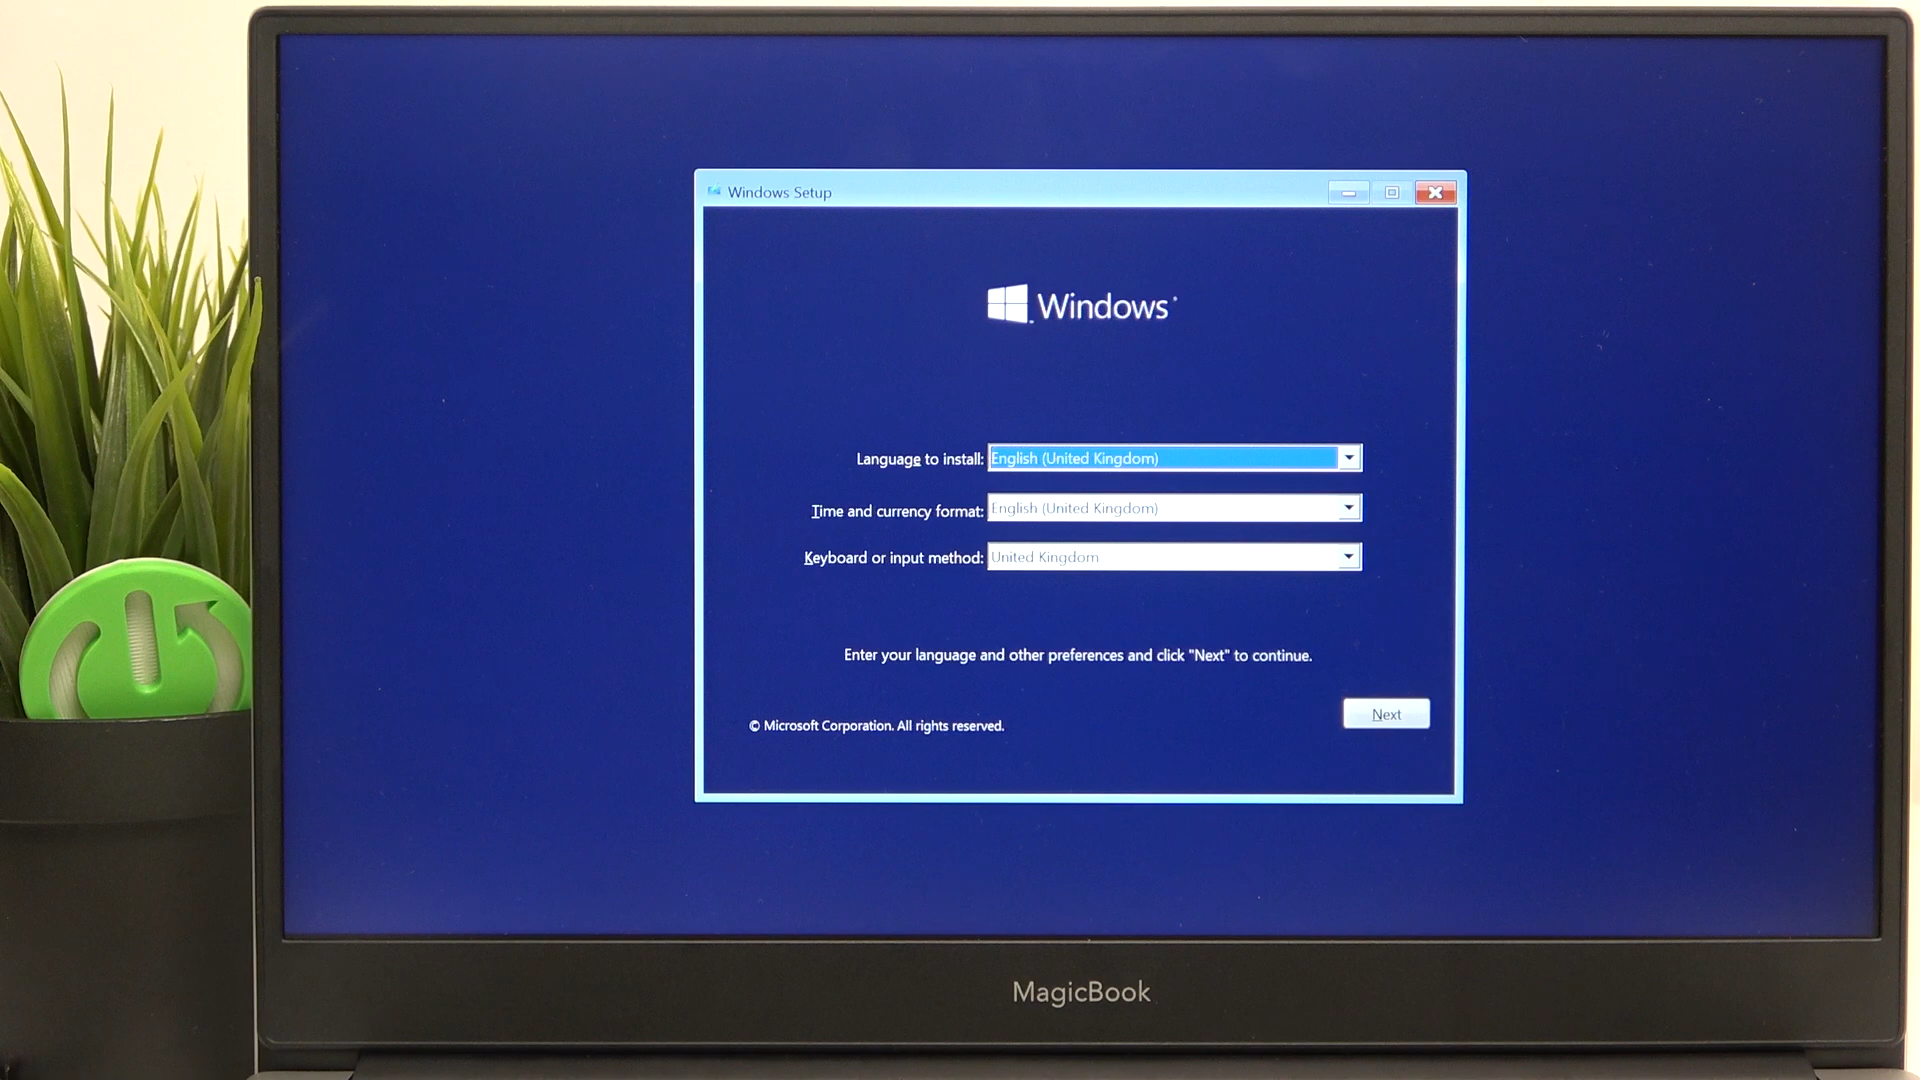 Windows Setup
Windows
Language to install: English (United Kingdom)
Time and currency format: English (United Kingdom)
Keyboard or input method: United Kingdom
Enter your language and other preferences and click "Next" to continue.
Next
© Microsoft Corporation. All rights reserved.
MagicBook